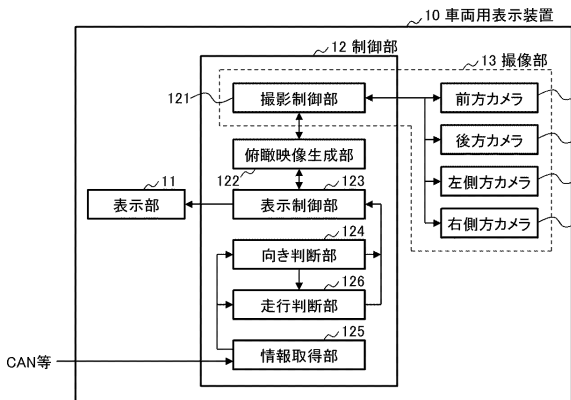 10 車両用表示装置
12 制御部
13 撮像部
121
撮影制御部
前方カメラ
俯瞰映像生成部
後方カメラ
122
123
11
表示部
表示制御部
左側方カメラ
124
右側方カメラ
向き判断部
126
走行判断部
125
CAN等
情報取得部